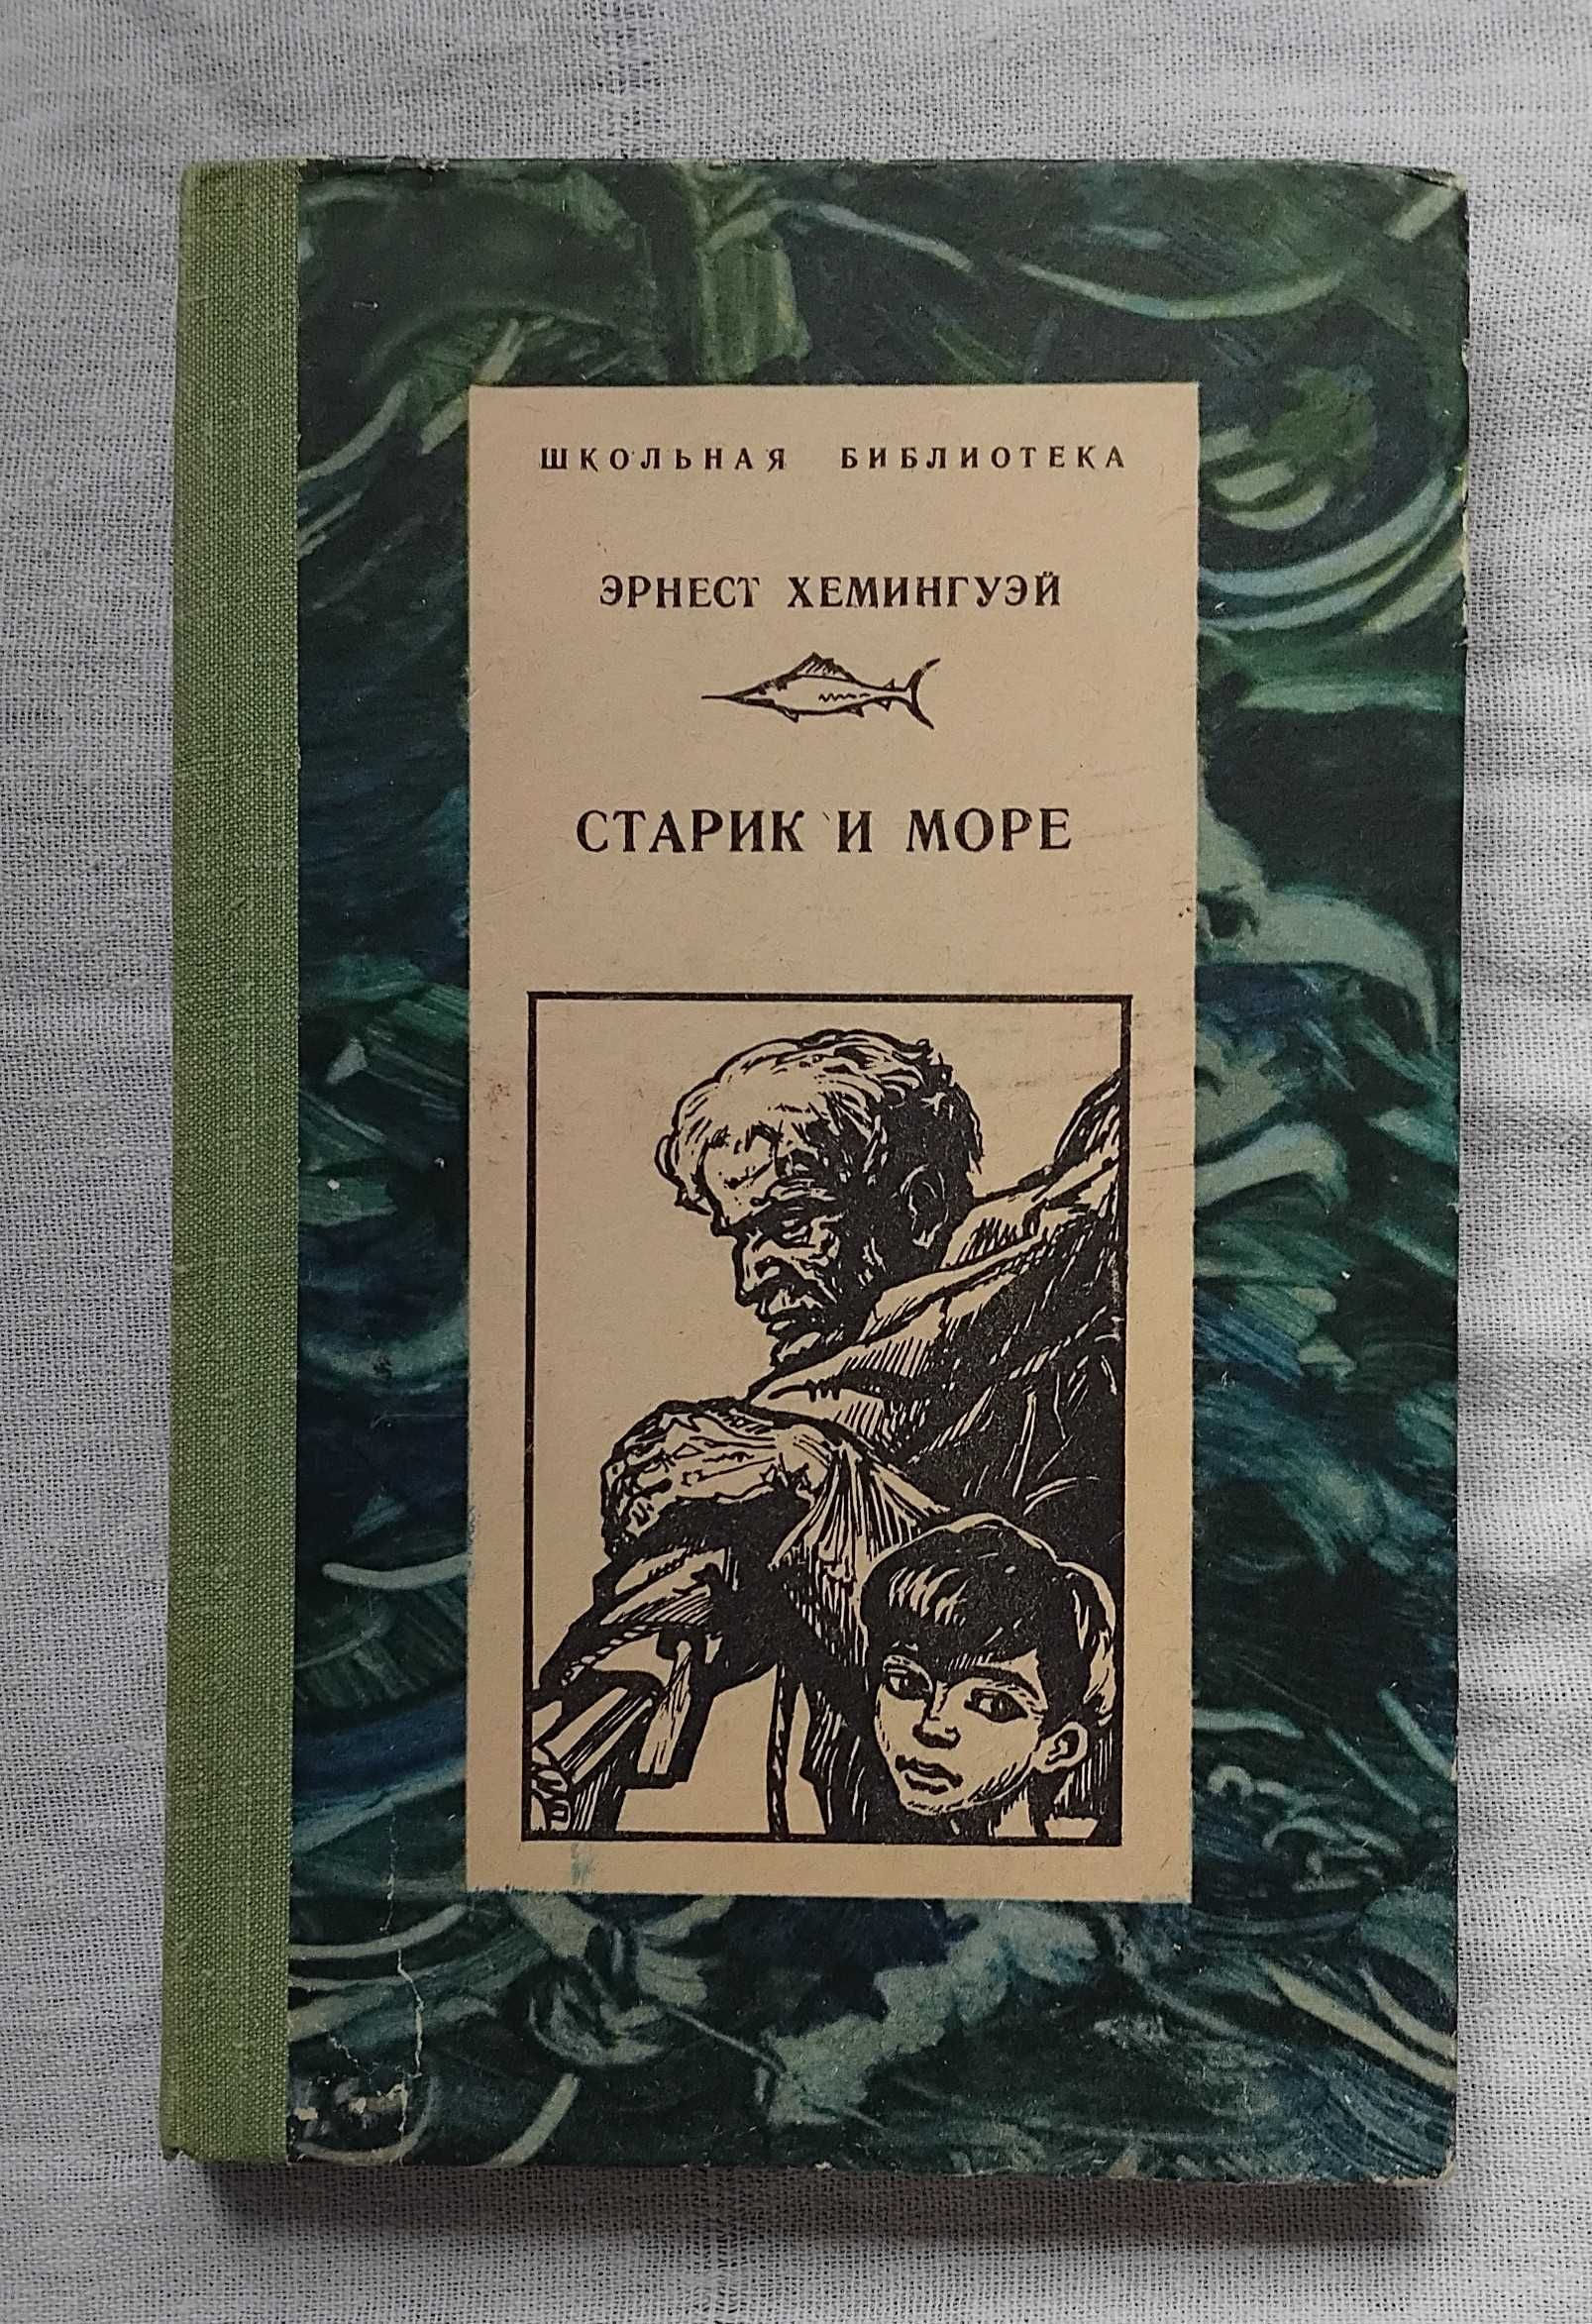 ШКОЛЬНАЯ БИБЛИОТЕКА
ЭРНЕСТ ХЕМИНГУЭЙ
СТАРИК И МОРЕ